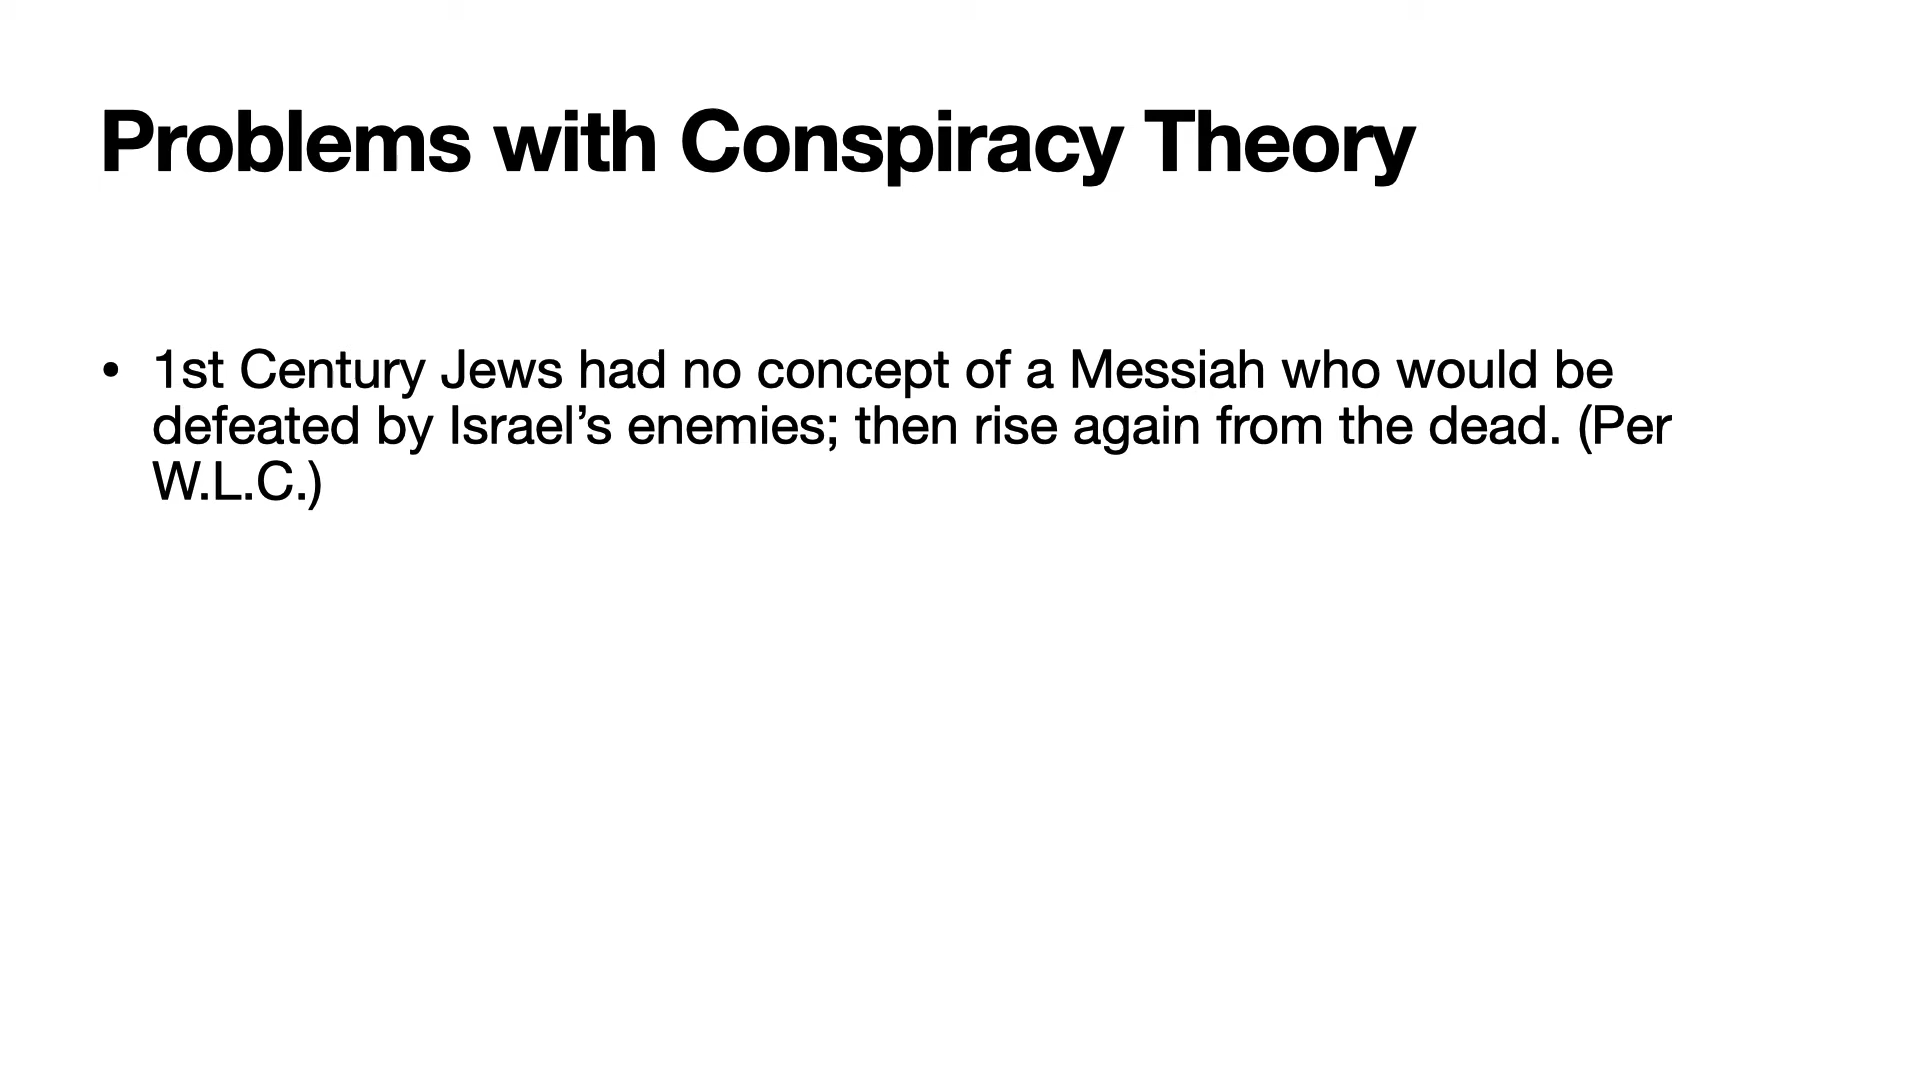 Problems with Conspiracy Theory
• 1st Century Jews had no concept of a Messiah who would be
defeated by Israel’s enemies; then rise again from the dead. (Per
W.L.C.)